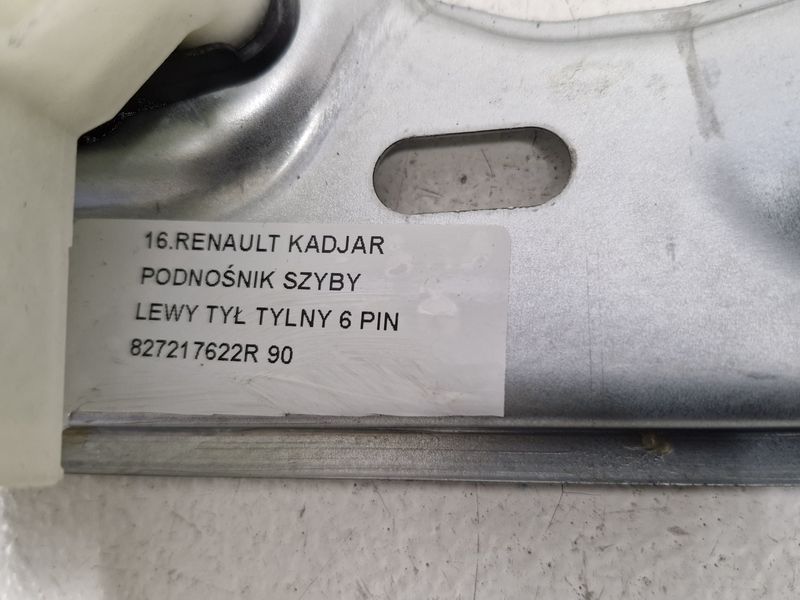 16.RENAULT KADJAR
PODNOŚNIK SZYBY
LEWY TYŁ TYLNY 6 PIN
827217622R 90